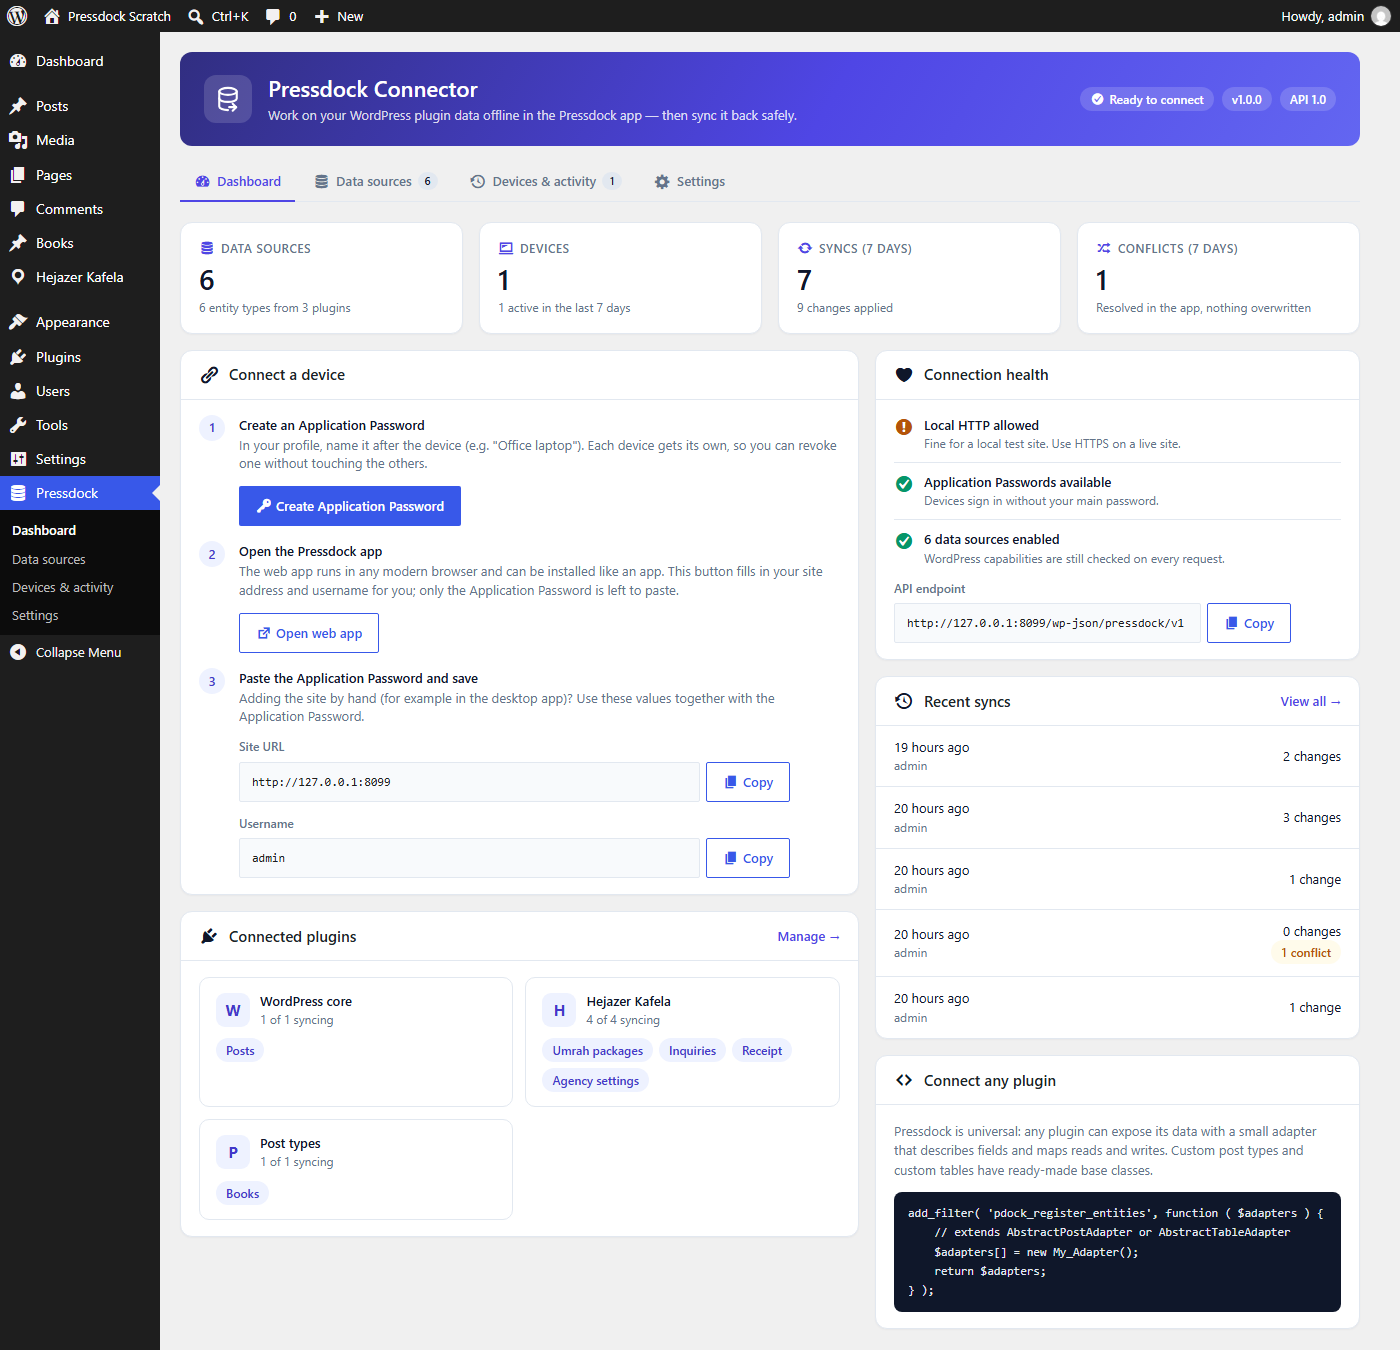 Pressdock Scratch
Ctrl+K
0
New
Howdy, admin
Dashboard
Posts
Media
Pages
Comments
Books
Hejazer Kafela
Appearance
Plugins
Users
Tools
Settings
Pressdock
Dashboard
Data sources
Devices & activity
Settings
Collapse Menu
Pressdock Connector
Work on your WordPress plugin data offline in the Pressdock app — then sync it back safely.
Ready to connect
v1.0.0
API 1.0
Dashboard
Data sources 6
Devices & activity 1
Settings
DATA SOURCES
6
6 entity types from 3 plugins
DEVICES
1
1 active in the last 7 days
SYNCS (7 DAYS)
7
9 changes applied
CONFLICTS (7 DAYS)
1
Resolved in the app, nothing overwritten
Connect a device
1
Create an Application Password
In your profile, name it after the device (e.g. "Office laptop"). Each device gets its own, so you can revoke
one without touching the others.
Create Application Password
2
Open the Pressdock app
The web app runs in any modern browser and can be installed like an app. This button fills in your site
address and username for you; only the Application Password is left to paste.
Open web app
3
Paste the Application Password and save
Adding the site by hand (for example in the desktop app)? Use these values together with the
Application Password.
Site URL
http://127.0.0.1:8099
Copy
Username
admin
Copy
Connected plugins
Manage →
W
WordPress core
1 of 1 syncing
Posts
H
Hejazer Kafela
4 of 4 syncing
Umrah packages
Inquiries
Receipt
Agency settings
P
Post types
1 of 1 syncing
Books
Connection health
Local HTTP allowed
Fine for a local test site. Use HTTPS on a live site.
Application Passwords available
Devices sign in without your main password.
6 data sources enabled
WordPress capabilities are still checked on every request.
API endpoint
http://127.0.0.1:8099/wp-json/pressdock/v1
Copy
Recent syncs
View all →
19 hours ago
admin
2 changes
20 hours ago
admin
3 changes
20 hours ago
admin
1 change
20 hours ago
admin
0 changes
1 conflict
20 hours ago
admin
1 change
Connect any plugin
Pressdock is universal: any plugin can expose its data with a small adapter
that describes fields and maps reads and writes. Custom post types and
custom tables have ready-made base classes.
add_filter( 'pdock_register_entities', function ( $adapters ) {
    // extends AbstractPostAdapter or AbstractTableAdapter
    $adapters[] = new My_Adapter();
    return $adapters;
} );